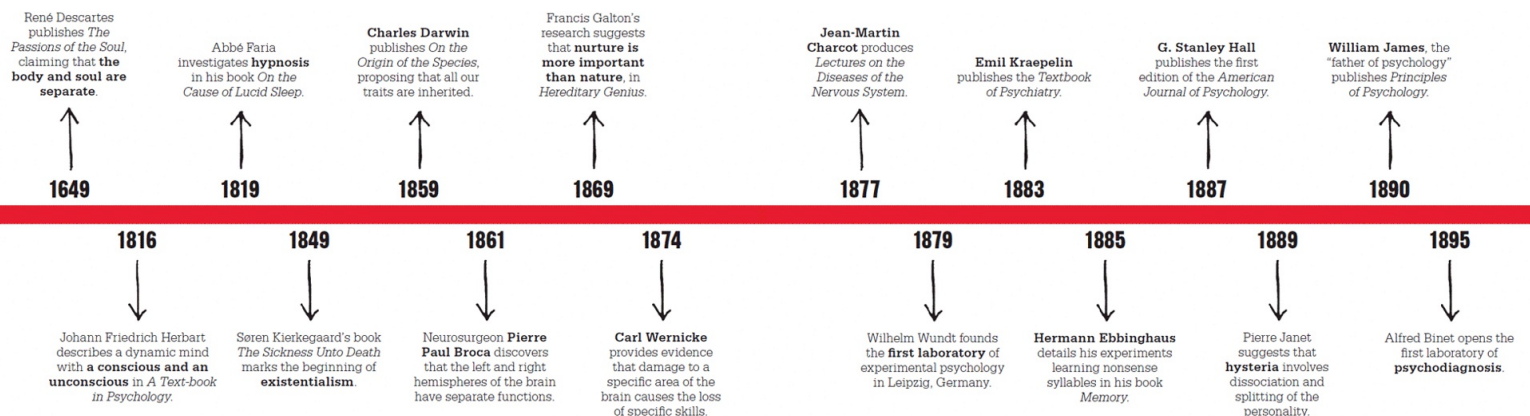 René Descartes
publishes The
Passions of the Soul,
claiming that the
body and soul are
separate.
1649
Abbé Faria
investigates hypnosis
in his book On the
Cause of Lucid Sleep.
1819
Charles Darwin
publishes On the
Origin of the Species,
proposing that all our
traits are inherited.
1859
Francis Galton’s
research suggests
that nurture is
more important
than nature, in
Hereditary Genius.
1869
Jean-Martin
Charcot produces
Lectures on the
Diseases of the
Nervous System.
1877
Emil Kraepelin
publishes the Textbook
of Psychiatry.
1883
G. Stanley Hall
publishes the first
edition of the American
Journal of Psychology.
1887
William James, the
“father of psychology”
publishes Principles
of Psychology.
1890
1816
Johann Friedrich Herbart
describes a dynamic mind
with a conscious and an
unconscious in A Text-book
in Psychology.
1849
Søren Kierkegaard’s book
The Sickness Unto Death
marks the beginning of
existentialism.
1861
Neurosurgeon Pierre
Paul Broca discovers
that the left and right
hemispheres of the brain
have separate functions.
1874
Carl Wernicke
provides evidence
that damage to a
specific area of the
brain causes the loss
of specific skills.
1879
Wilhelm Wundt founds
the first laboratory of
experimental psychology
in Leipzig, Germany.
1885
Hermann Ebbinghaus
details his experiments
learning nonsense
syllables in his book
Memory.
1889
Pierre Janet
suggests that
hysteria involves
dissociation and
splitting of the
personality.
1895
Alfred Binet opens the
first laboratory of
psychodiagnosis.